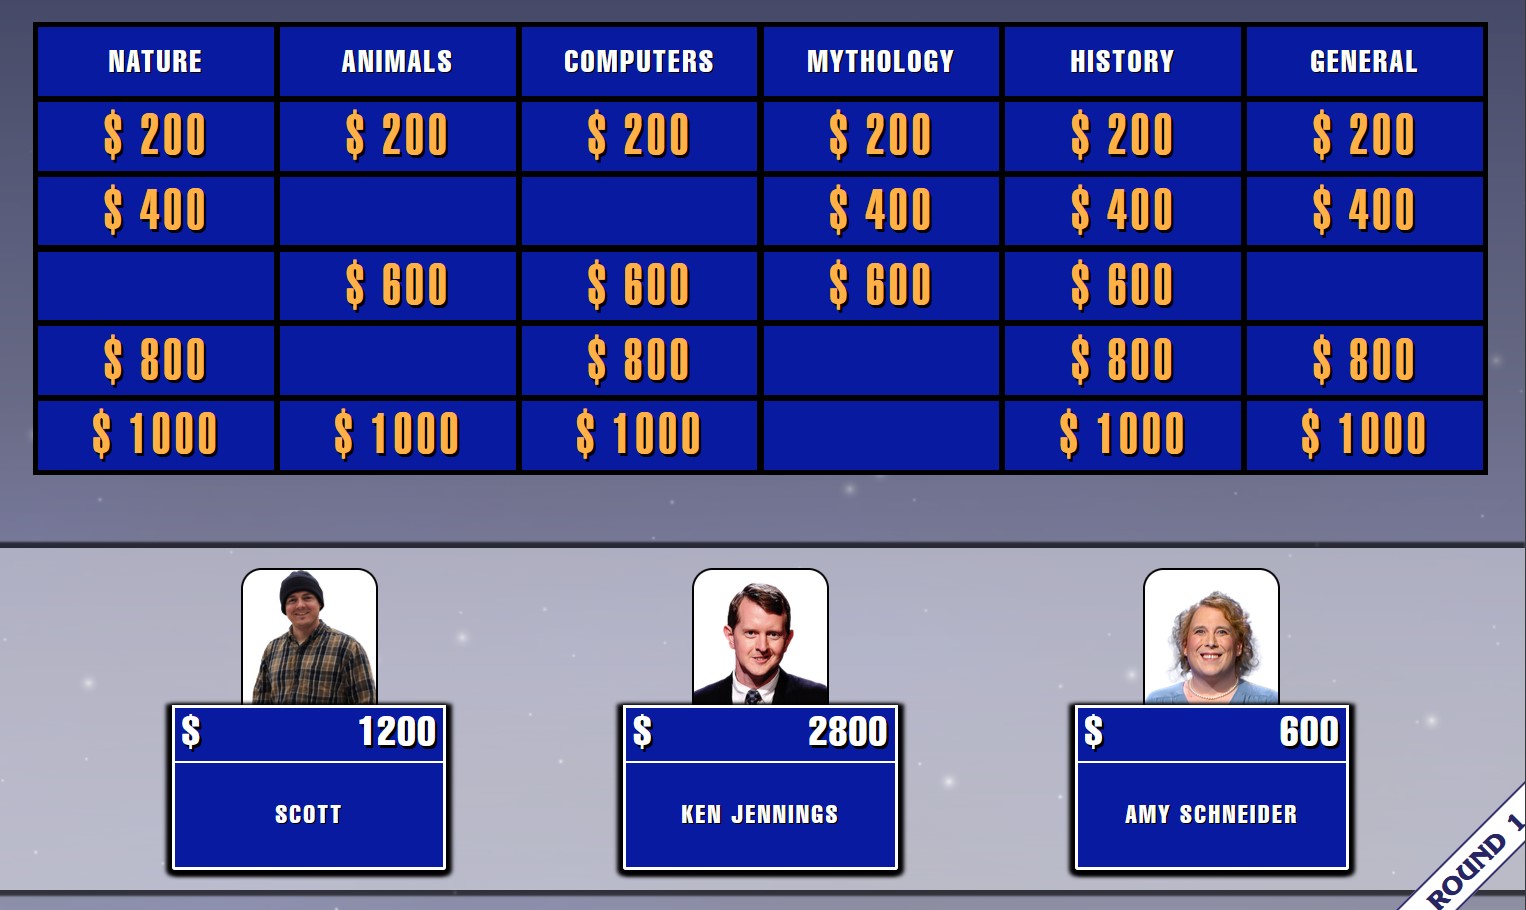 NATURE ANIMALS COMPUTERS MYTHOLOGY HISTORY GENERAL
$ 200 $ 200 $ 200 $ 200 $ 200 $ 200
$ 400 $ 400 $ 400 $ 400
$ 600 $ 600 $ 600 $ 600
$ 800 $ 800 $ 800 $ 800
$ 1000 $ 1000 $ 1000 $ 1000 $ 1000
$ 1200
SCOTT
$ 2800
KEN JENNINGS
$ 600
AMY SCHNEIDER
ROUND 1